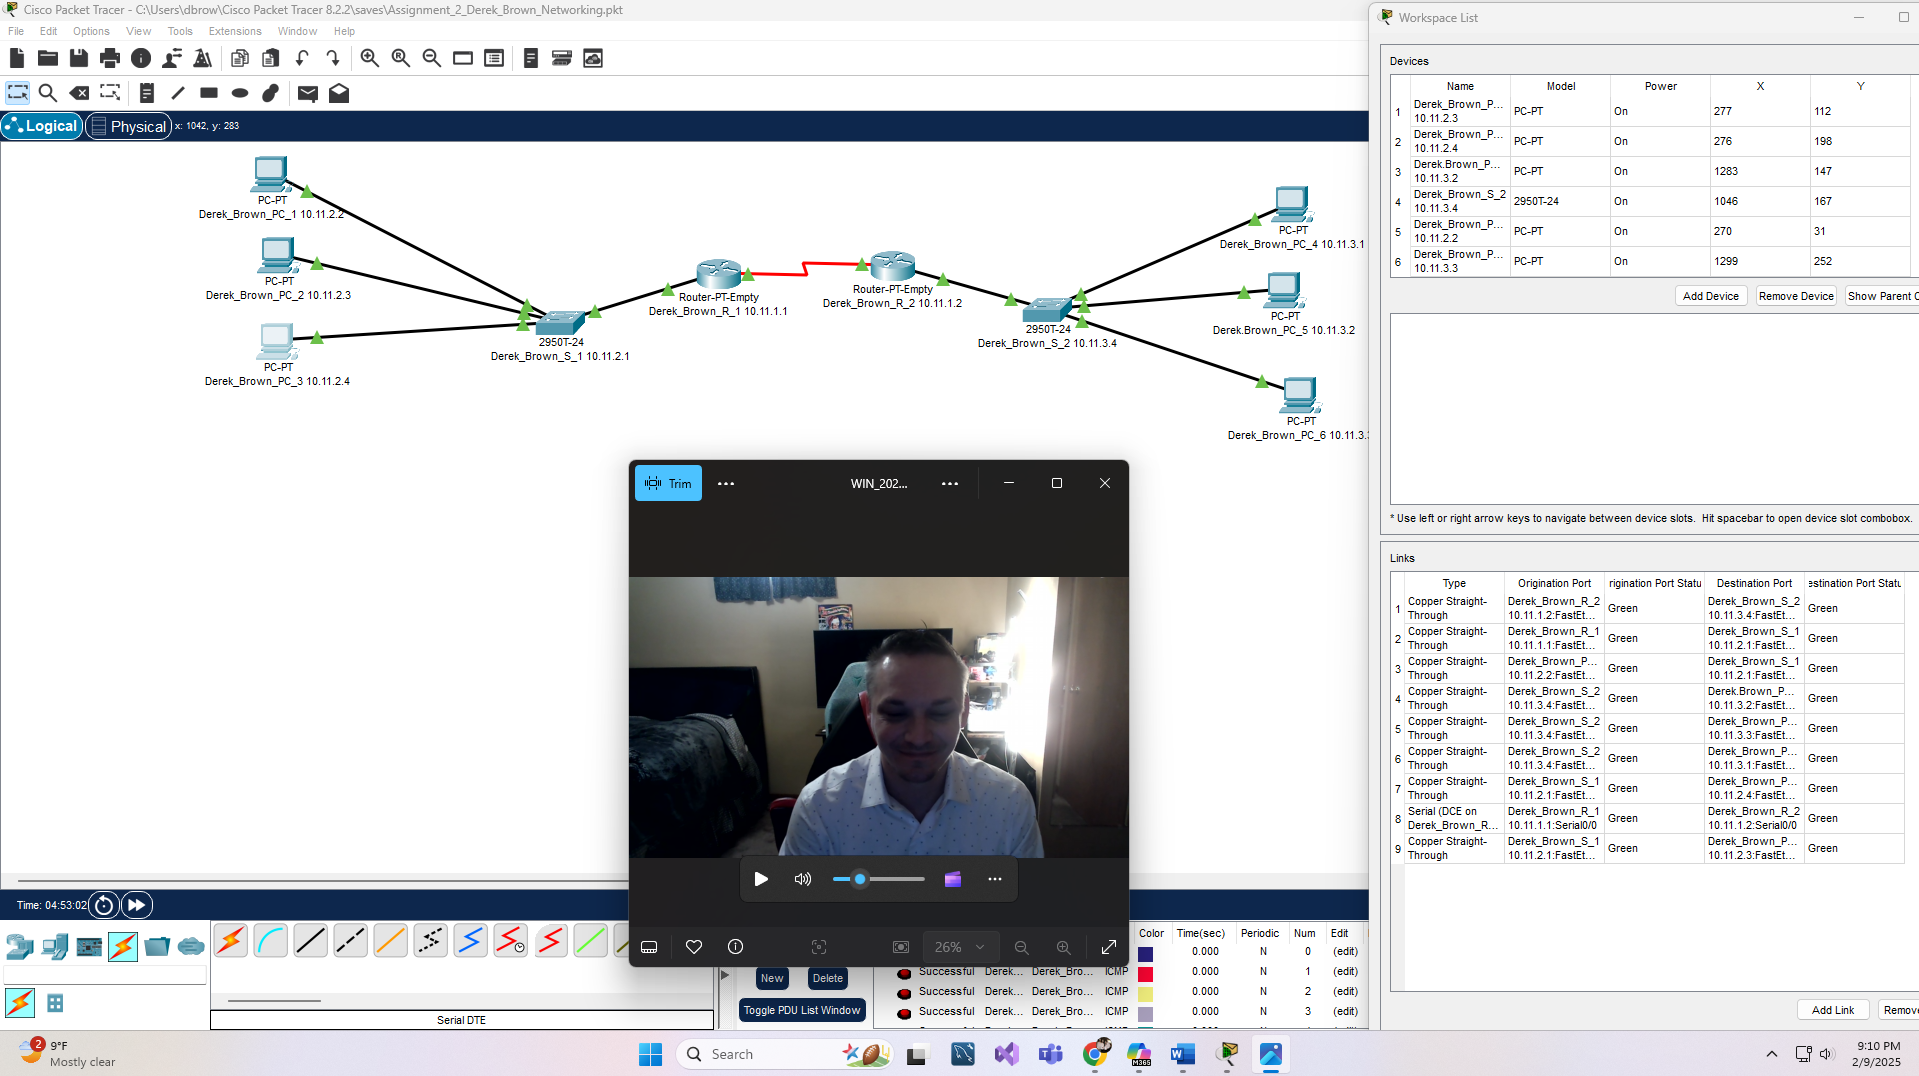 Cisco Packet Tracer - C:\Users\dbrow\Cisco Packet Tracer 8.2.2\saves\Assignment_2_Derek_Brown_Networking.pkt
File Edit Options View Tools Extensions Window Help
Logical Physical x: 1042, y: 283
PC-PT
Derek_Brown_PC_1 10.11.2.2
PC-PT
Derek_Brown_PC_2 10.11.2.3
PC-PT
Derek_Brown_PC_3 10.11.2.4
2950T-24
Derek_Brown_S_1 10.11.2.1
Router-PT-Empty
Derek_Brown_R_1 10.11.1.1
Router-PT-Empty
Derek_Brown_R_2 10.11.1.2
2950T-24
Derek_Brown_S_2 10.11.3.4
PC-PT
Derek_Brown_PC_4 10.11.3.1
PC-PT
Derek.Brown_PC_5 10.11.3.2
PC-PT
Derek_Brown_PC_6 10.11.3.
Trim
WIN_202...
26%
Time: 04:53:02
Serial DTE
New Delete
Toggle PDU List Window
Color Time(sec) Periodic Num Edit
0.000 N 0 (edit)
Successful Derek... Derek_Bro... ICMP 0.000 N 1 (edit)
Successful Derek... Derek_Bro... ICMP 0.000 N 2 (edit)
Successful Derek... Derek_Bro... ICMP 0.000 N 3 (edit)
Workspace List
Devices
Name Model Power X Y
1 Derek_Brown_P... 10.11.2.3 PC-PT On 277 112
2 Derek_Brown_P... 10.11.2.4 PC-PT On 276 198
3 Derek.Brown_P... 10.11.3.2 PC-PT On 1283 147
4 Derek_Brown_S_2 10.11.3.4 2950T-24 On 1046 167
5 Derek_Brown_P... 10.11.2.2 PC-PT On 270 31
6 Derek_Brown_P... 10.11.3.3 PC-PT On 1299 252
Add Device Remove Device Show Parent C
* Use left or right arrow keys to navigate between device slots. Hit spacebar to open device slot combobox.
Links
Type Origination Port rigination Port Statu Destination Port estination Port Statu
1 Copper Straight-Through Derek_Brown_R_2 10.11.1.2:FastEt... Green Derek_Brown_S_2 10.11.3.4:FastEt... Green
2 Copper Straight-Through Derek_Brown_R_1 10.11.1.1:FastEt... Green Derek_Brown_S_1 10.11.2.1:FastEt... Green
3 Copper Straight-Through Derek_Brown_P... 10.11.2.2:FastEt... Green Derek_Brown_S_1 10.11.2.1:FastEt... Green
4 Copper Straight-Through Derek_Brown_S_2 10.11.3.4:FastEt... Green Derek.Brown_P... 10.11.3.2:FastEt... Green
5 Copper Straight-Through Derek_Brown_S_2 10.11.3.4:FastEt... Green Derek_Brown_P... 10.11.3.3:FastEt... Green
6 Copper Straight-Through Derek_Brown_S_2 10.11.3.4:FastEt... Green Derek_Brown_P... 10.11.3.1:FastEt... Green
7 Copper Straight-Through Derek_Brown_S_1 10.11.2.1:FastEt... Green Derek_Brown_P... 10.11.2.4:FastEt... Green
8 Serial (DCE on Derek_Brown_R... Derek_Brown_R_1 10.11.1.1:Serial0/0 Green Derek_Brown_R_2 10.11.1.2:Serial0/0 Green
9 Copper Straight-Through Derek_Brown_S_1 10.11.2.1:FastEt... Green Derek_Brown_P... 10.11.2.3:FastEt... Green
Add Link Remove
2 9°F
Mostly clear
Search
M365
9:10 PM
2/9/2025